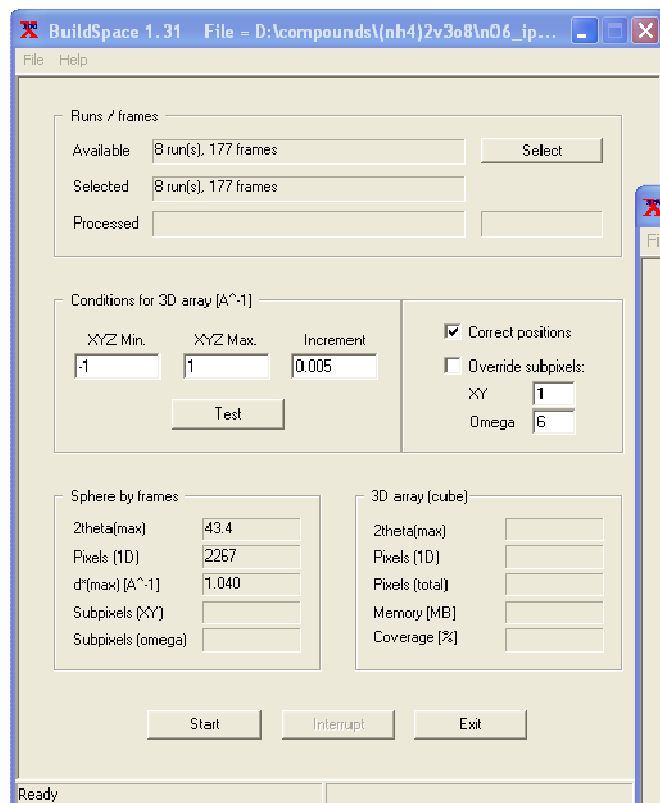 BuildSpace 1.31 File = D:\compounds\(nh4)2v3o8\n06_ip...
File Help
Runs / frames
Available 8 run(s), 177 frames Select
Selected 8 run(s), 177 frames
Processed
Fi
Conditions for 3D array [A^-1]
XYZ Min. XYZ Max. Increment
-1 1 0.005
Test
Correct positions
Override subpixels:
XY 1
Omega 6
Sphere by frames
2theta(max) 43.4
Pixels (1D) 2267
d*(max) [A^-1] 1.040
Subpixels (XY)
Subpixels (omega)
3D array (cube)
2theta(max)
Pixels (1D)
Pixels (total)
Memory [MB]
Coverage [%]
Start Interrupt Exit
Ready